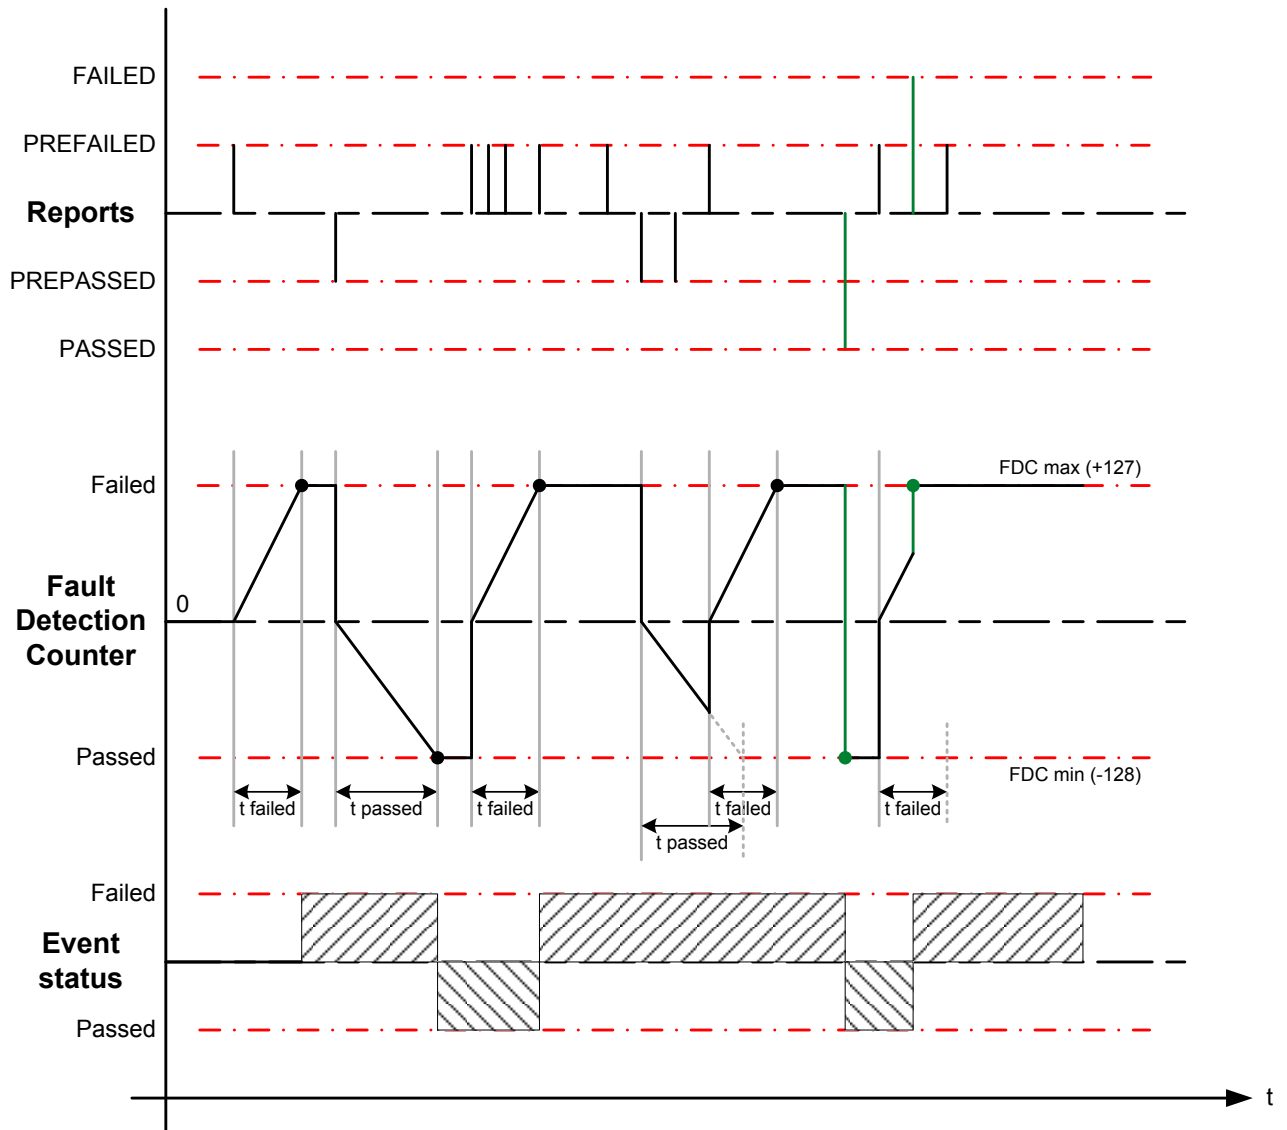 FAILED
PREFAILED
Reports
PREPASSED
PASSED
Failed
FDC max (+127)
0
Fault
Detection
Counter
Passed
FDC min (-128)
t failed
t passed
t failed
t failed
t failed
t passed
Failed
Event
status
Passed
t